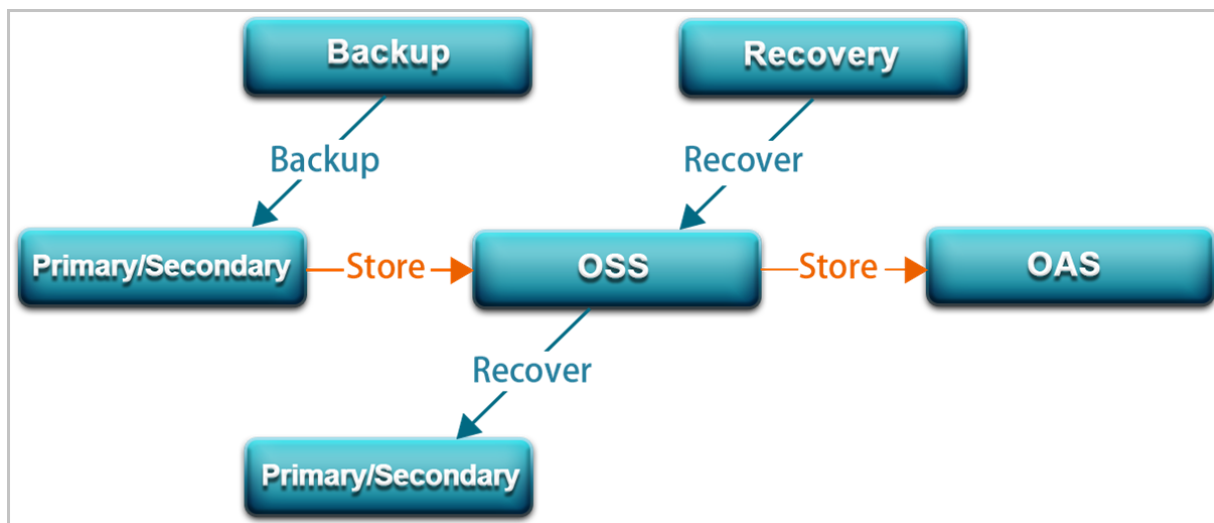 Backup
Recovery
Backup
Recover
Primary/Secondary
Store
OSS
Store
OAS
Recover
Primary/Secondary